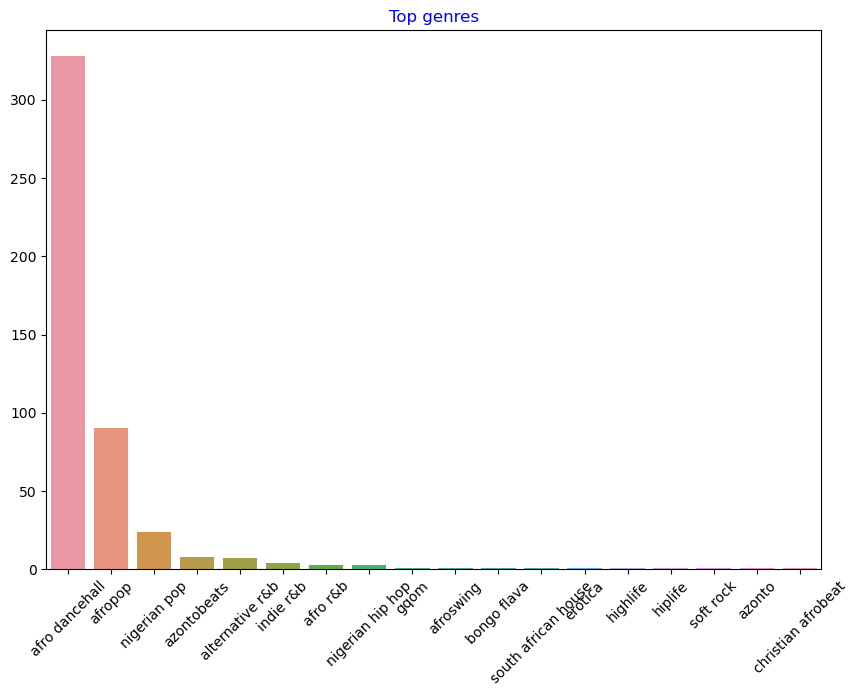 Top genres
300
250
200
150
100
50
0
afro dancehall
afropop
nigerian pop
azontobeats
alternative r&b
indie r&b
afro r&b
nigerian hip hop
gqom
afroswing
bongo flava
south african house
erotica
highlife
hiplife
soft rock
azonto
christian afrobeat